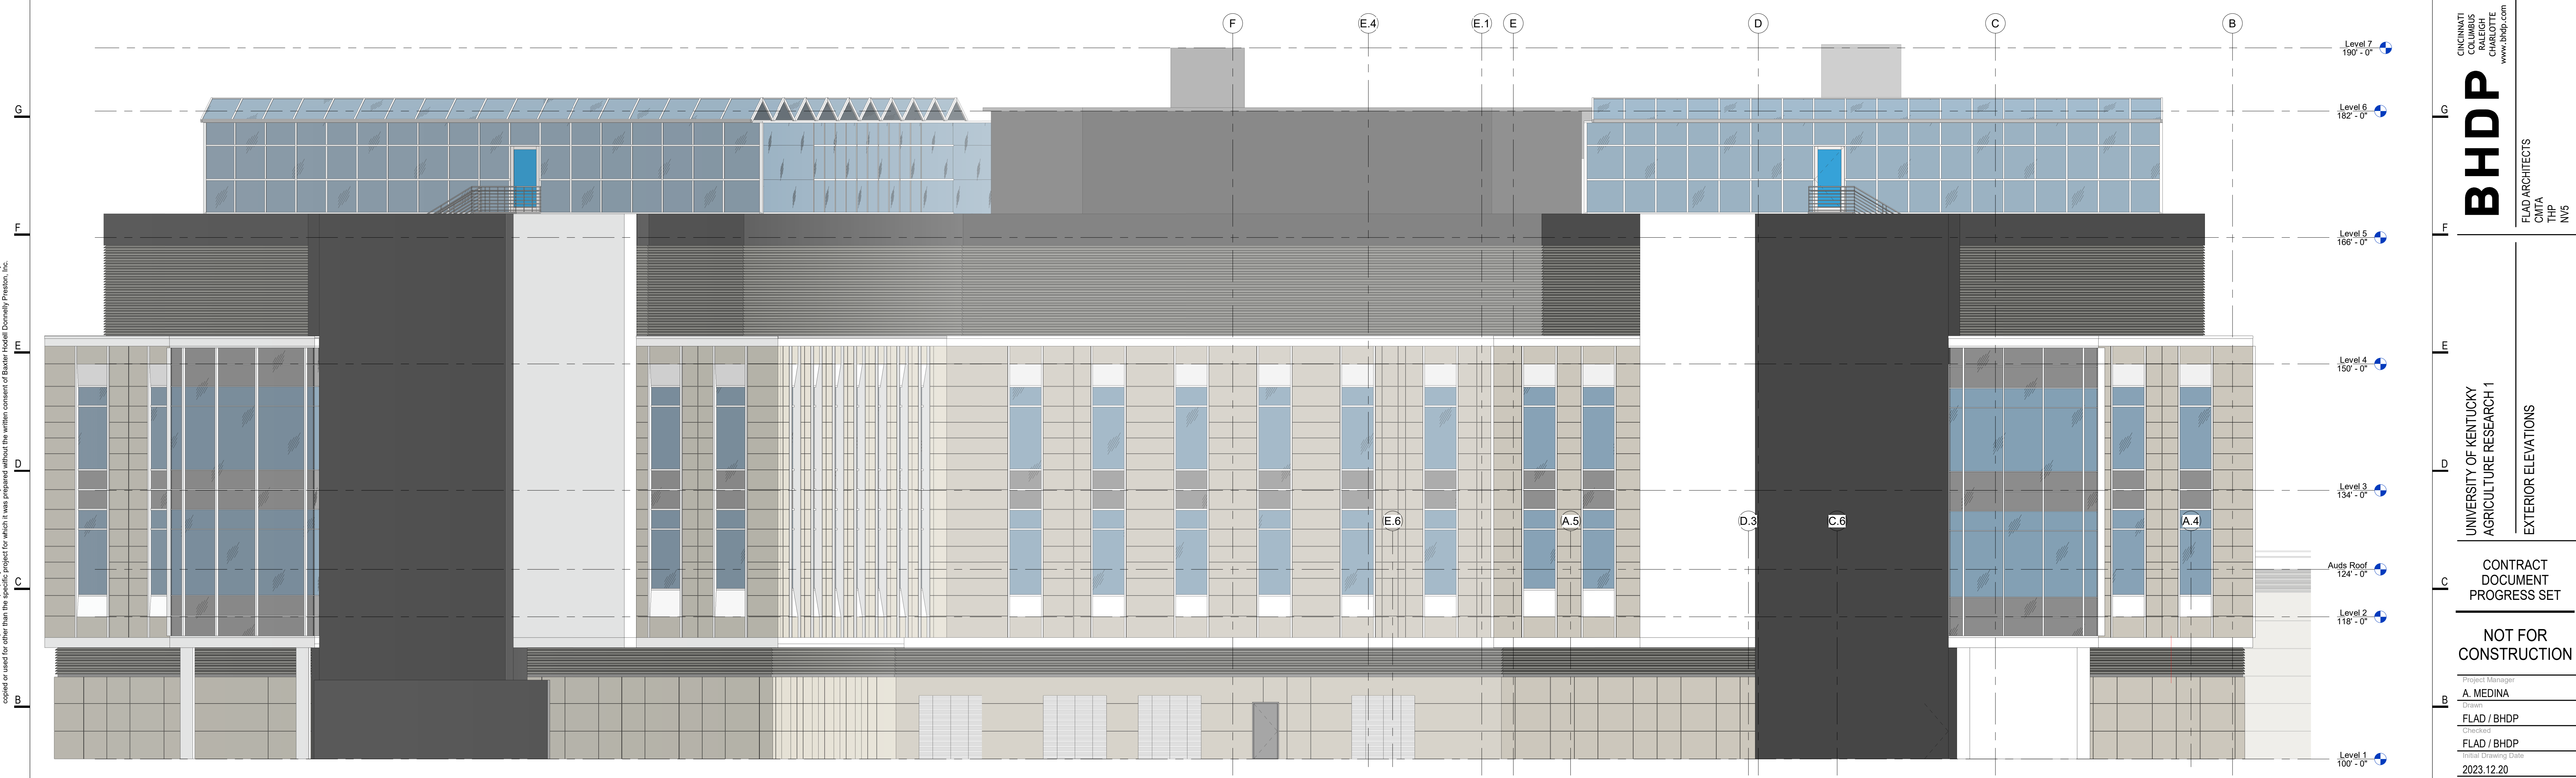 F
E.4
E.1
E
D
C
B
Level 7
190' - 0"
Level 6
182' - 0"
Level 5
166' - 0"
Level 4
150' - 0"
Level 3
134' - 0"
Auds Roof
124' - 0"
Level 2
118' - 0"
Level 1
100' - 0"
E.6
A.5
D.3
C.6
A.4
G
F
E
D
C
B
G
F
E
D
C
B
copied or used for other than the specific project for which it was prepared without the written consent of Baxter Hodell Donnelly Preston, Inc.
CINCINNATI
COLUMBUS
RALEIGH
CHARLOTTE
www.bhdp.com
BHDP
FLAD ARCHITECTS
CMTA
THP
NV5
UNIVERSITY OF KENTUCKY
AGRICULTURE RESEARCH 1
EXTERIOR ELEVATIONS
CONTRACT
DOCUMENT
PROGRESS SET
NOT FOR
CONSTRUCTION
Project Manager
A. MEDINA
Drawn
FLAD / BHDP
Checked
FLAD / BHDP
Initial Drawing Date
2023.12.20